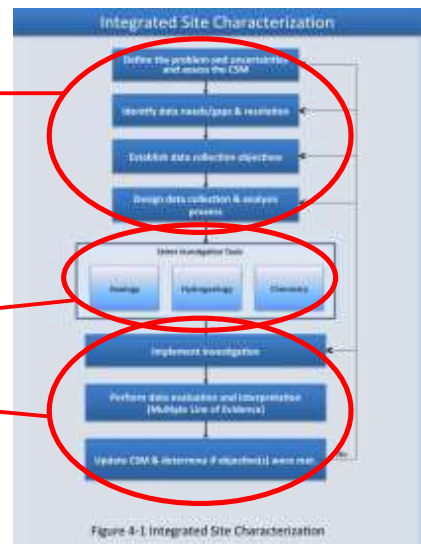 Integrated Site Characterization
Define the problem and uncertainties
and assess the CSM
Identify data needs/gaps & resolution
Establish data collection objectives
Design data collection & analysis
process
Select Investigation Tools
Geology Hydrogeology Chemistry
Implement investigation
Perform data evaluation and interpretation
(Multiple Line of Evidence)
Update CSM & determine if objective(s) were met
Figure 4-1 Integrated Site Characterization